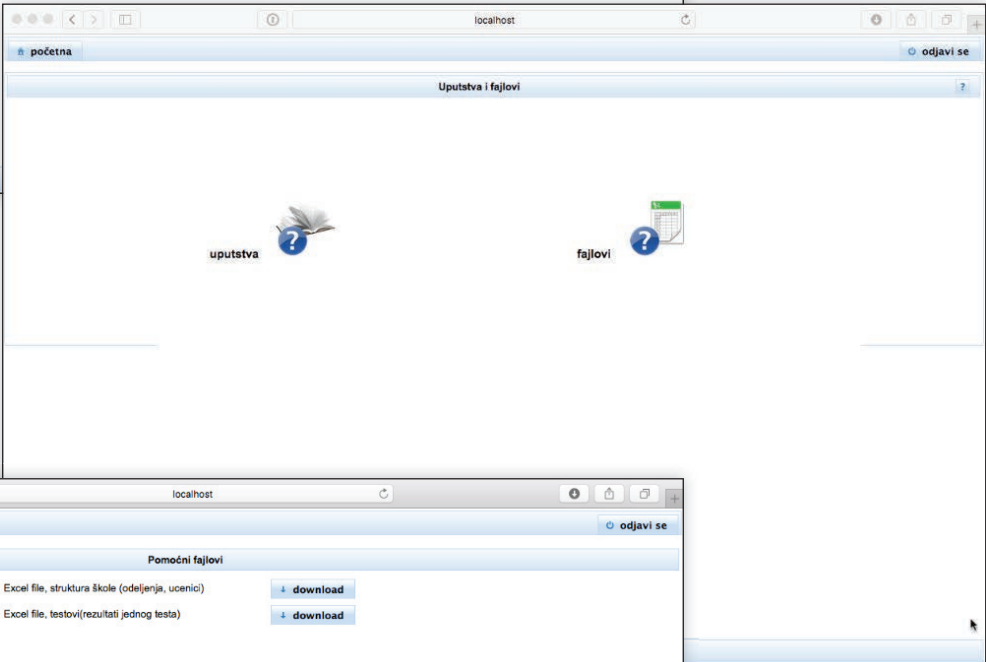 localhost
početna
odjavi se
Uputstva i fajlovi
?
uputstva
?
fajlovi
?
localhost
odjavi se
Pomoćni fajlovi
Excel file, struktura škole (odeljenja, ucenici)
download
Excel file, testovi(rezultati jednog testa)
download